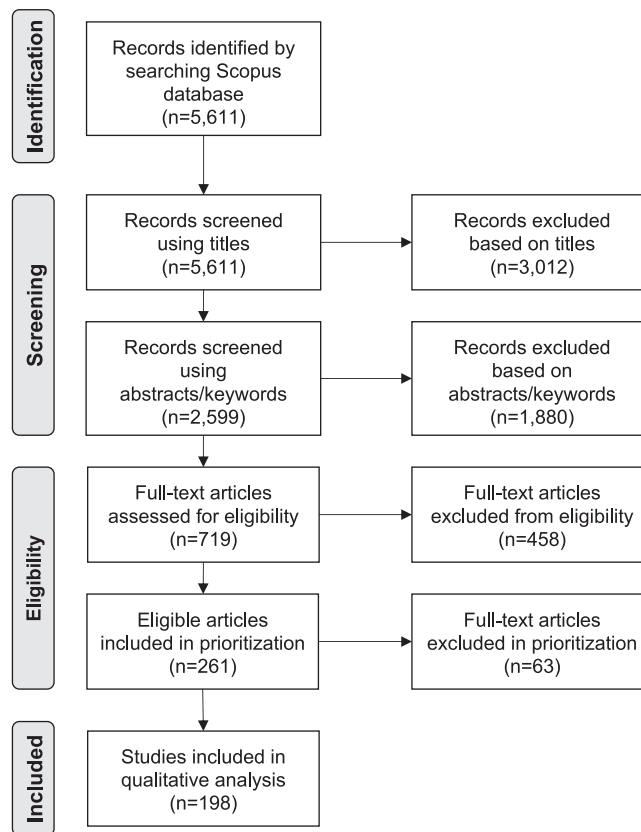 Identification
Records identified by
searching Scopus
database
(n=5,611)
Screening
Records screened
using titles
(n=5,611)
Records excluded
based on titles
(n=3,012)
Records screened
using
abstracts/keywords
(n=2,599)
Records excluded
based on
abstracts/keywords
(n=1,880)
Eligibility
Full-text articles
assessed for eligibility
(n=719)
Full-text articles
excluded from eligibility
(n=458)
Eligible articles
included in prioritization
(n=261)
Full-text articles
excluded in prioritization
(n=63)
Included
Studies included in
qualitative analysis
(n=198)